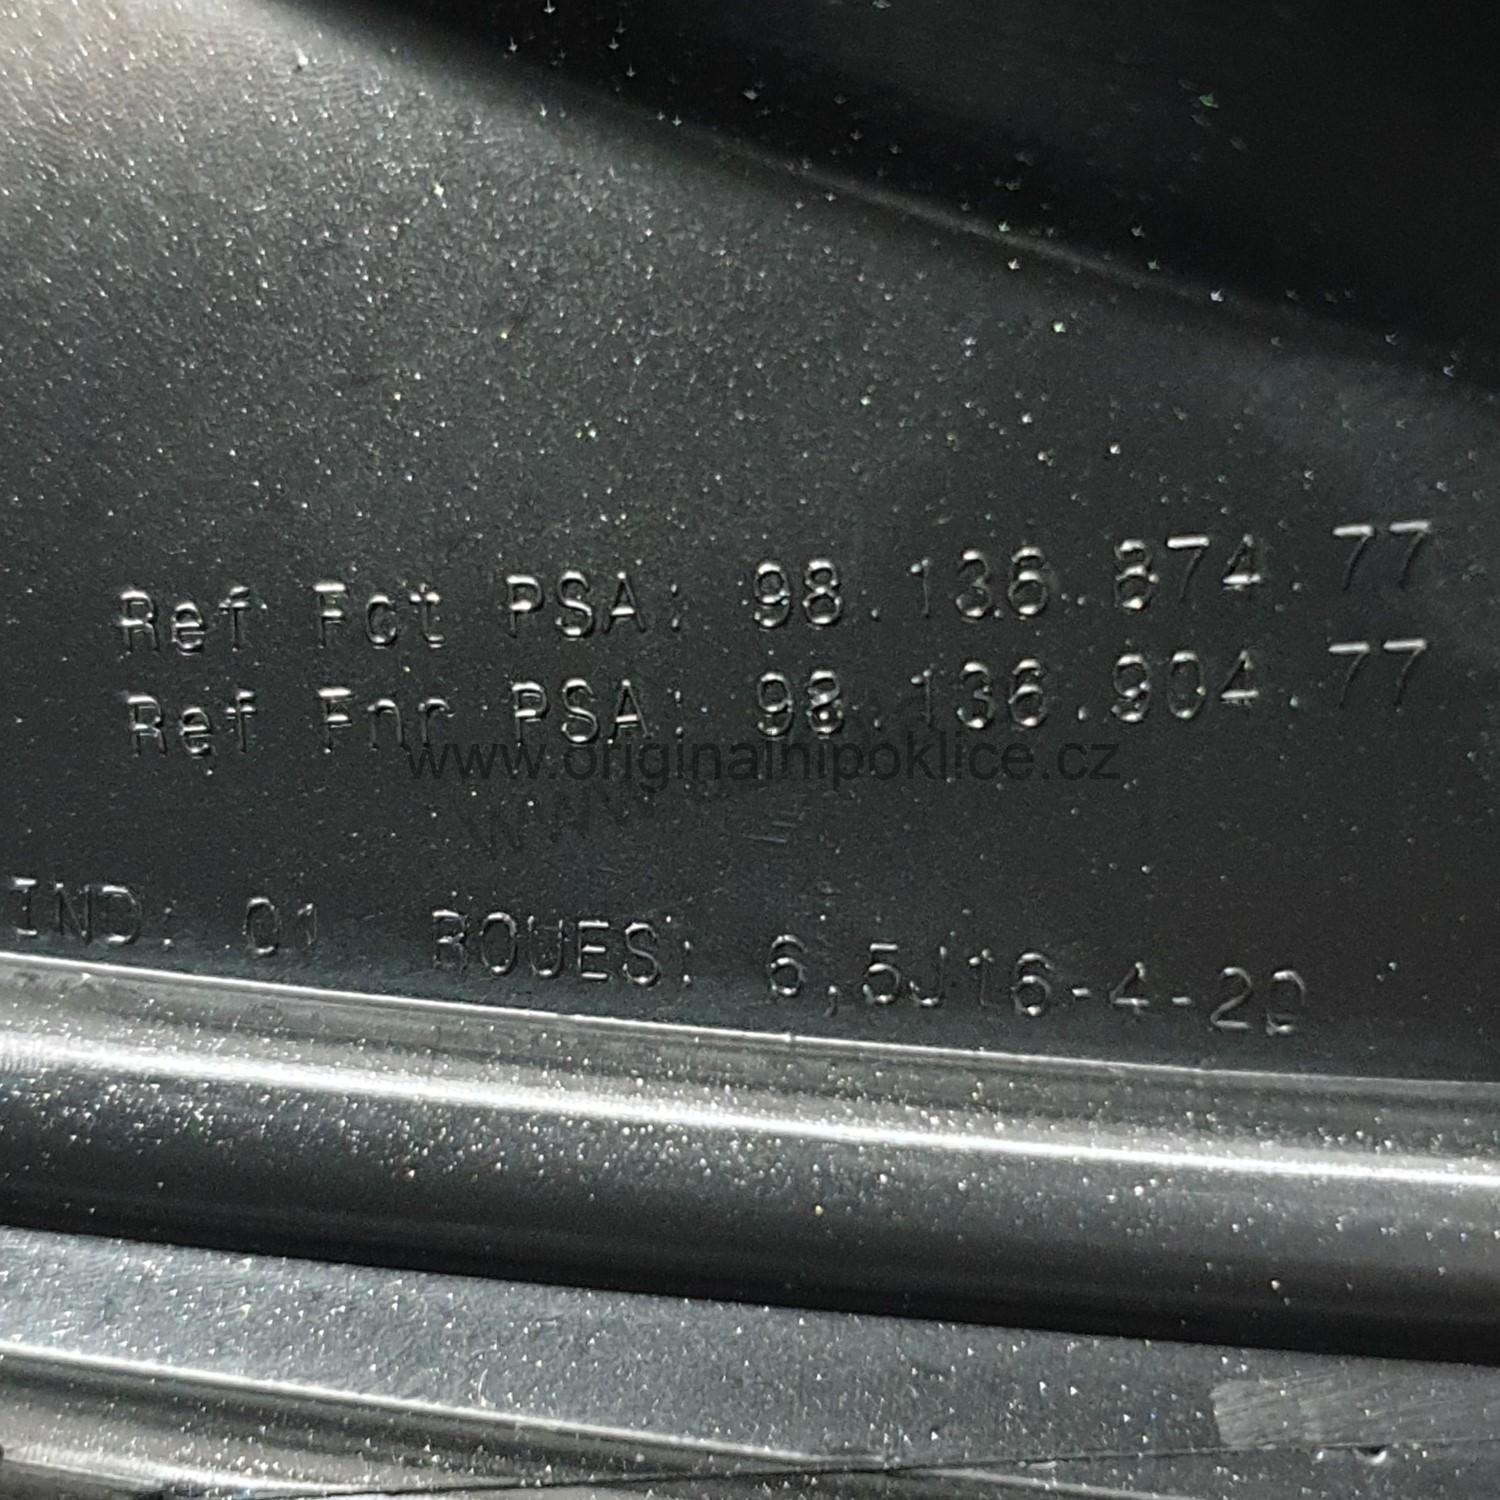 Ref Fct PSA: 98.136.874.77
Ref Fnr PSA: 98.136.904.77
www.originalnipoklice.cz
IND: 01 ROUES: 6,5J16-4-20